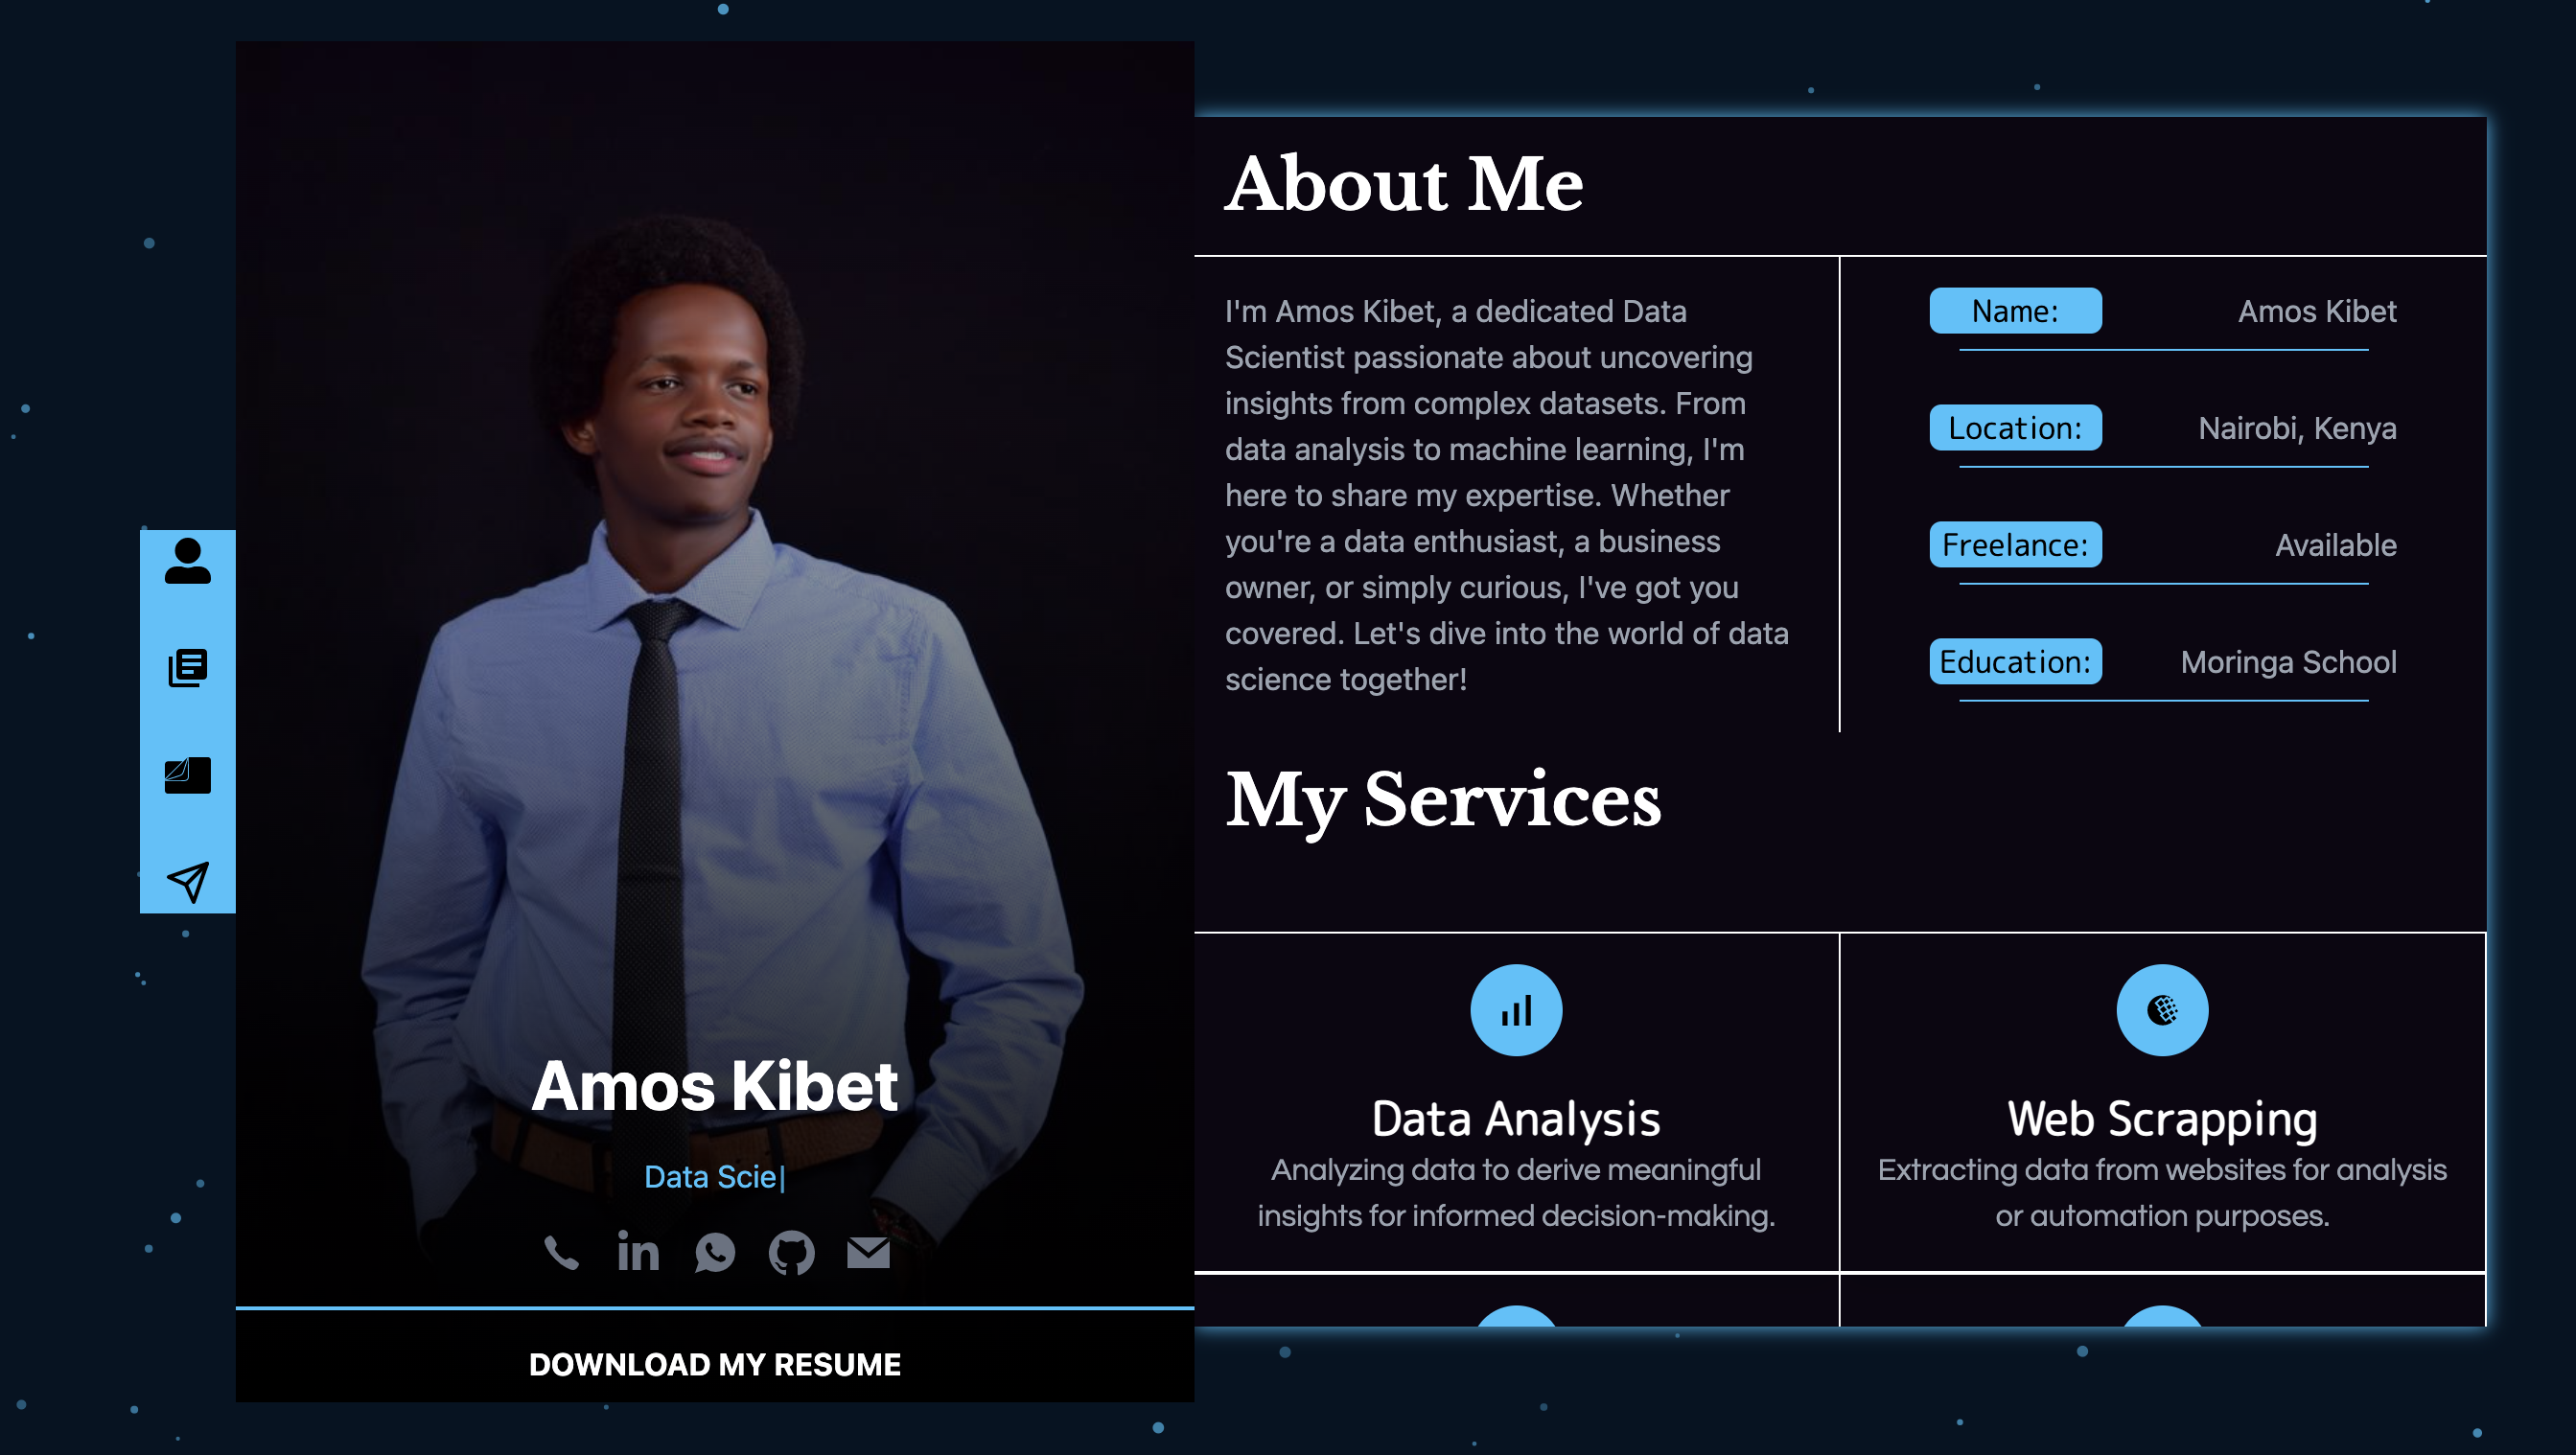 Amos Kibet
Data Scie|
DOWNLOAD MY RESUME
About Me
I'm Amos Kibet, a dedicated Data
Scientist passionate about uncovering
insights from complex datasets. From
data analysis to machine learning, I'm
here to share my expertise. Whether
you're a data enthusiast, a business
owner, or simply curious, I've got you
covered. Let's dive into the world of data
science together!
Name: Amos Kibet
Location: Nairobi, Kenya
Freelance: Available
Education: Moringa School
My Services
Data Analysis
Analyzing data to derive meaningful
insights for informed decision-making.
Web Scrapping
Extracting data from websites for analysis
or automation purposes.